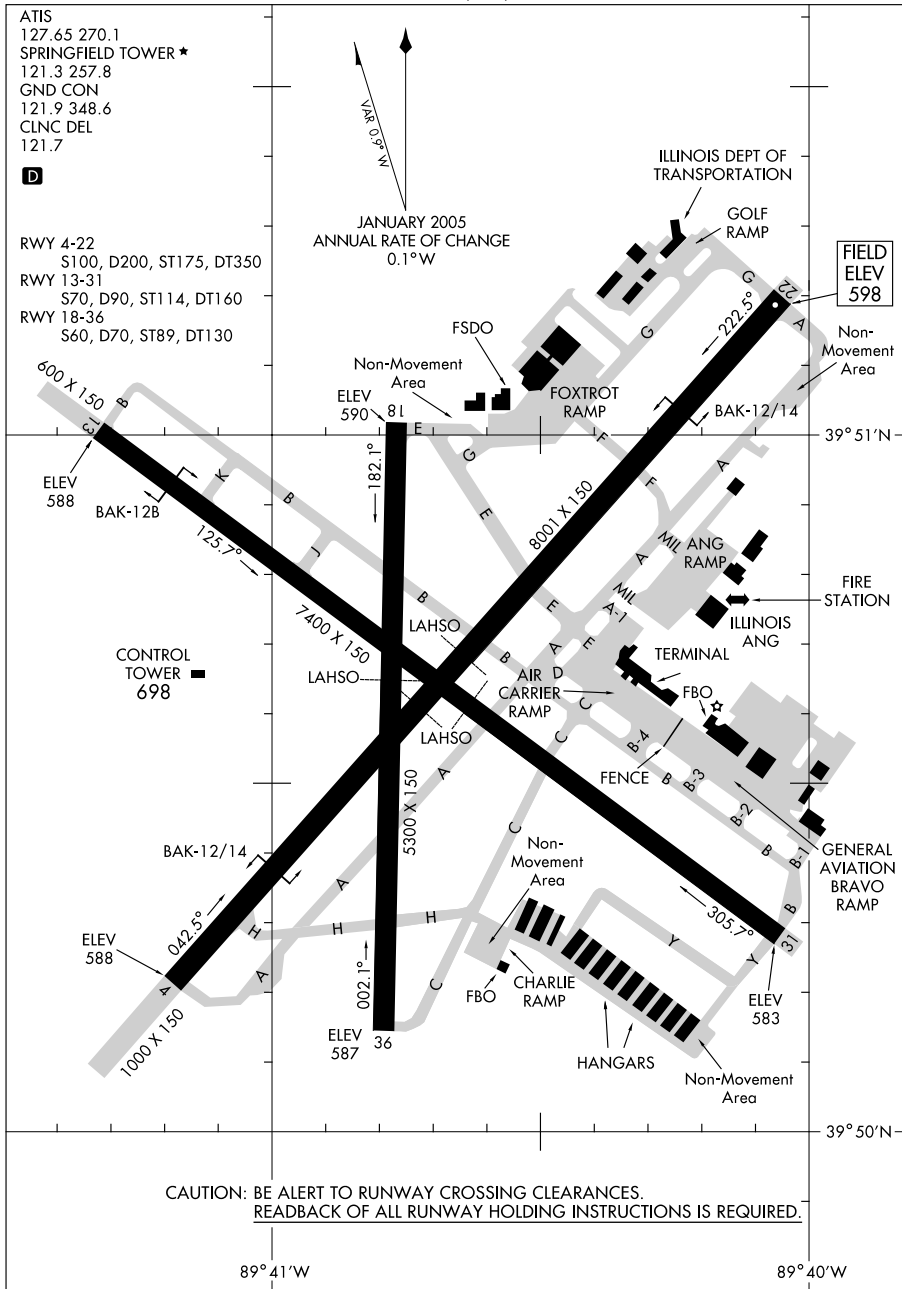 ATIS
127.65 270.1
SPRINGFIELD TOWER ★
121.3 257.8
GND CON
121.9 348.6
CLNC DEL
121.7
D
RWY 4-22
S100, D200, ST175, DT350
RWY 13-31
S70, D90, ST114, DT160
RWY 18-36
S60, D70, ST89, DT130
VAR 0.9° W
JANUARY 2005
ANNUAL RATE OF CHANGE
0.1° W
ILLINOIS DEPT OF
TRANSPORTATION
GOLF
RAMP
G
22
FIELD
ELEV
598
222.5°
A
Non-
Movement
Area
G
FSDO
Non-Movement
Area
FOXTROT
RAMP
BAK-12/14
39°51'N
600 X 150
B
13
ELEV
588
ELEV
590
18
E
G
E
F
F
A
182.1°
K
B
BAK-12B
125.7°
J
8001 X 150
A
MIL
ANG
RAMP
MIL
A-1
FIRE
STATION
ILLINOIS
ANG
B
E
E
7400 X 150
LAHSO
B
A
D
AIR
CARRIER
RAMP
TERMINAL
FBO
CONTROL
TOWER
698
LAHSO
LAHSO
C
C
B-4
FENCE
B
B-3
B-2
B
B-1
A
5300 X 150
C
GENERAL
AVIATION
BRAVO
RAMP
BAK-12/14
Non-
Movement
Area
A
H
H
H
B
305.7°
31
Y
Y
042.5°
ELEV
588
4
A
002.1°
C
FBO
CHARLIE
RAMP
ELEV
583
1000 X 150
ELEV
587
36
HANGARS
Non-Movement
Area
39°50'N
CAUTION: BE ALERT TO RUNWAY CROSSING CLEARANCES.
READBACK OF ALL RUNWAY HOLDING INSTRUCTIONS IS REQUIRED.
89°41'W
89°40'W